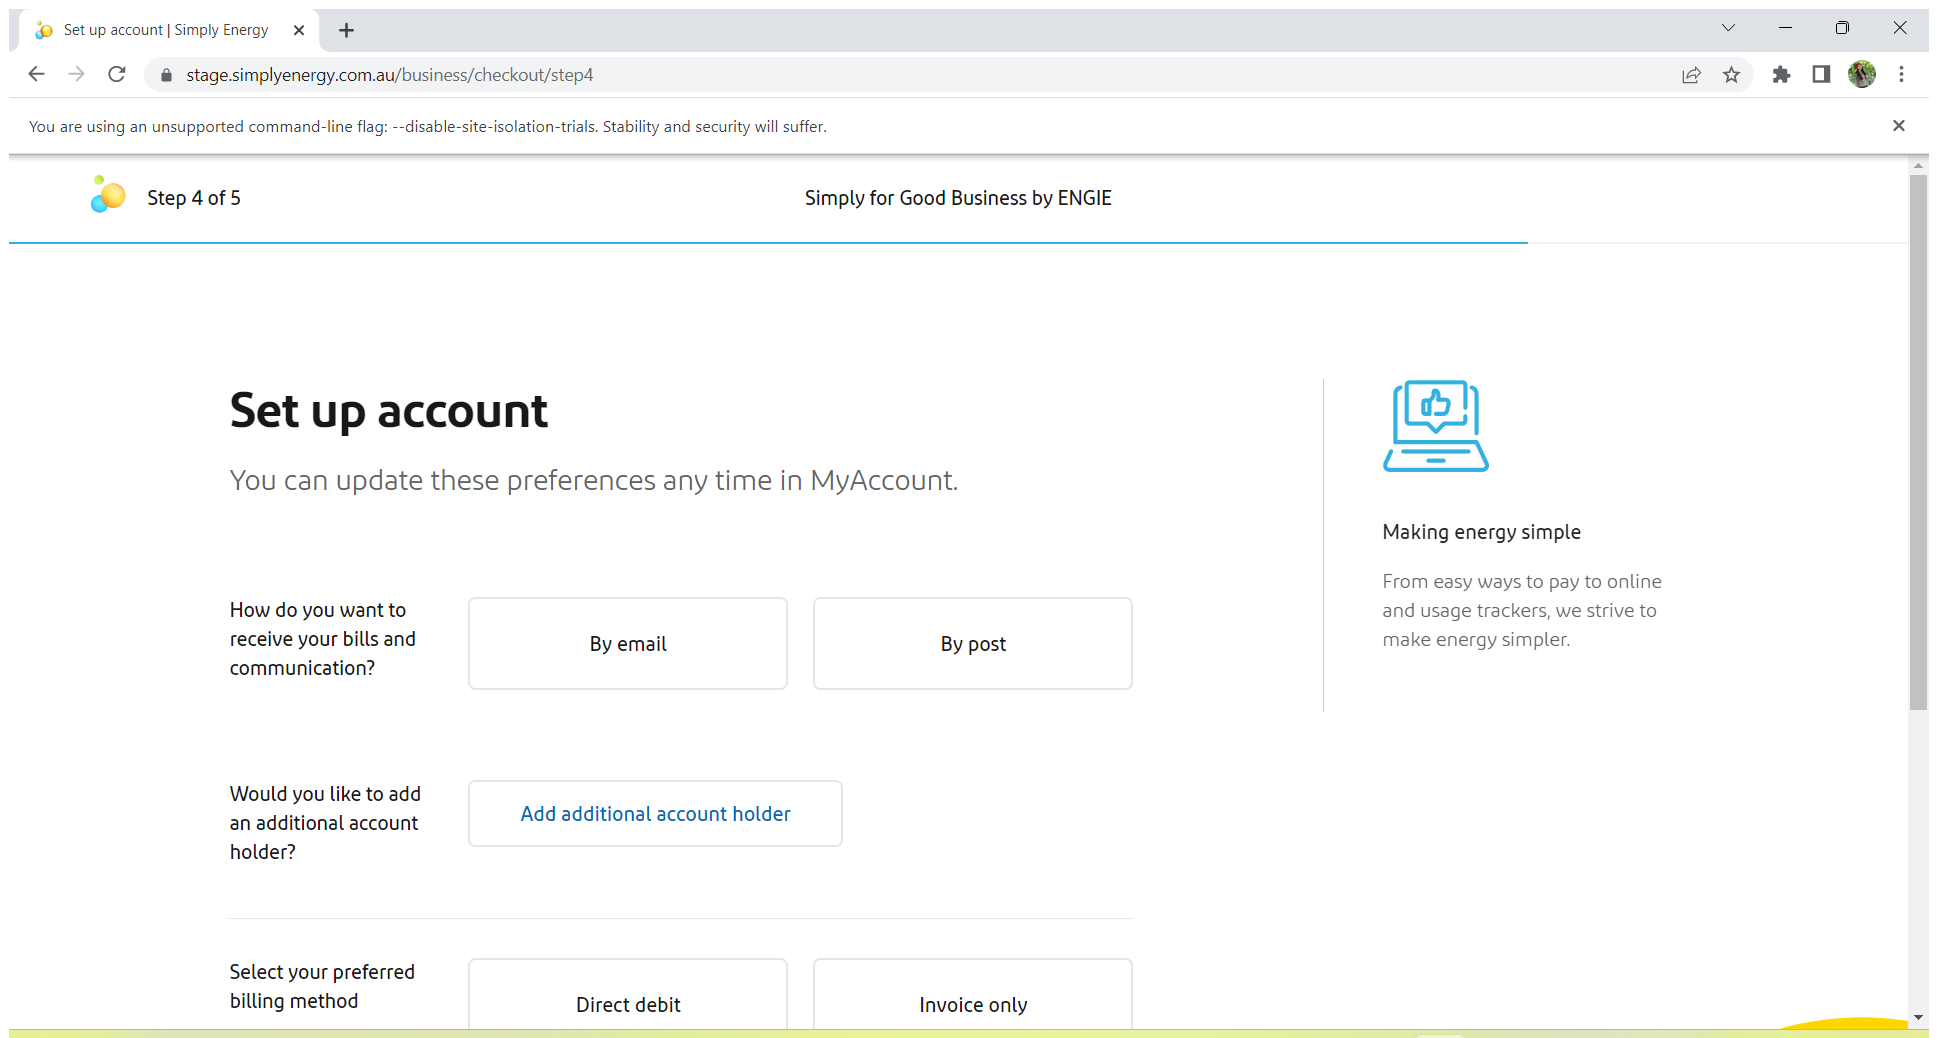 Set up account | Simply Energy
stage.simplyenergy.com.au/business/checkout/step4
You are using an unsupported command-line flag: --disable-site-isolation-trials. Stability and security will suffer.
Step 4 of 5
Simply for Good Business by ENGIE
Set up account
You can update these preferences any time in MyAccount.
How do you want to
receive your bills and
communication?
By email
By post
Would you like to add
an additional account
holder?
Add additional account holder
Select your preferred
billing method
Direct debit
Invoice only
Making energy simple
From easy ways to pay to online
and usage trackers, we strive to
make energy simpler.